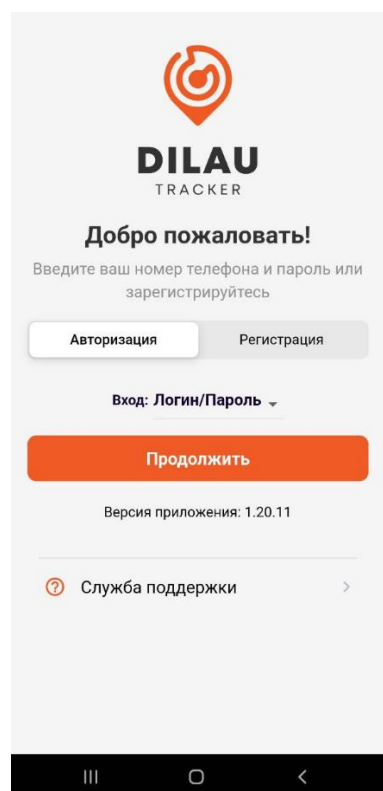 DILAU
TRACKER
Добро пожаловать!
Введите ваш номер телефона и пароль или
зарегистрируйтесь
Авторизация Регистрация
Вход: Логин/Пароль
Продолжить
Версия приложения: 1.20.11
Служба поддержки